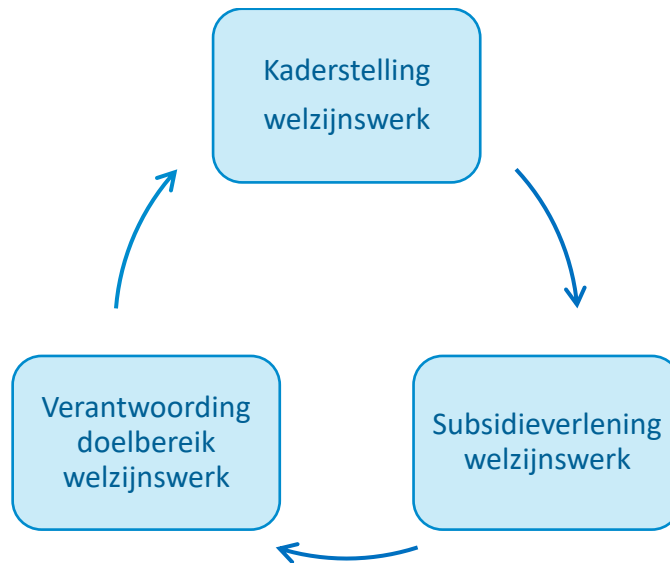 Kaderstelling
welzijnswerk
Verantwoording
doelbereik
welzijnswerk
Subsidieverlening
welzijnswerk